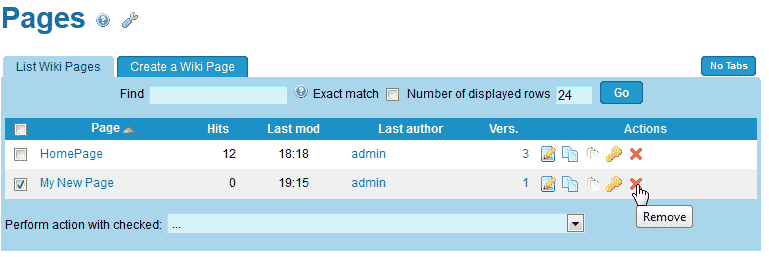 Pages
List Wiki Pages Create a Wiki Page No Tabs
Find Exact match Number of displayed rows 24 Go
Page Hits Last mod Last author Vers. Actions
HomePage 12 18:18 admin 3
My New Page 0 19:15 admin 1
Remove
Perform action with checked: ...